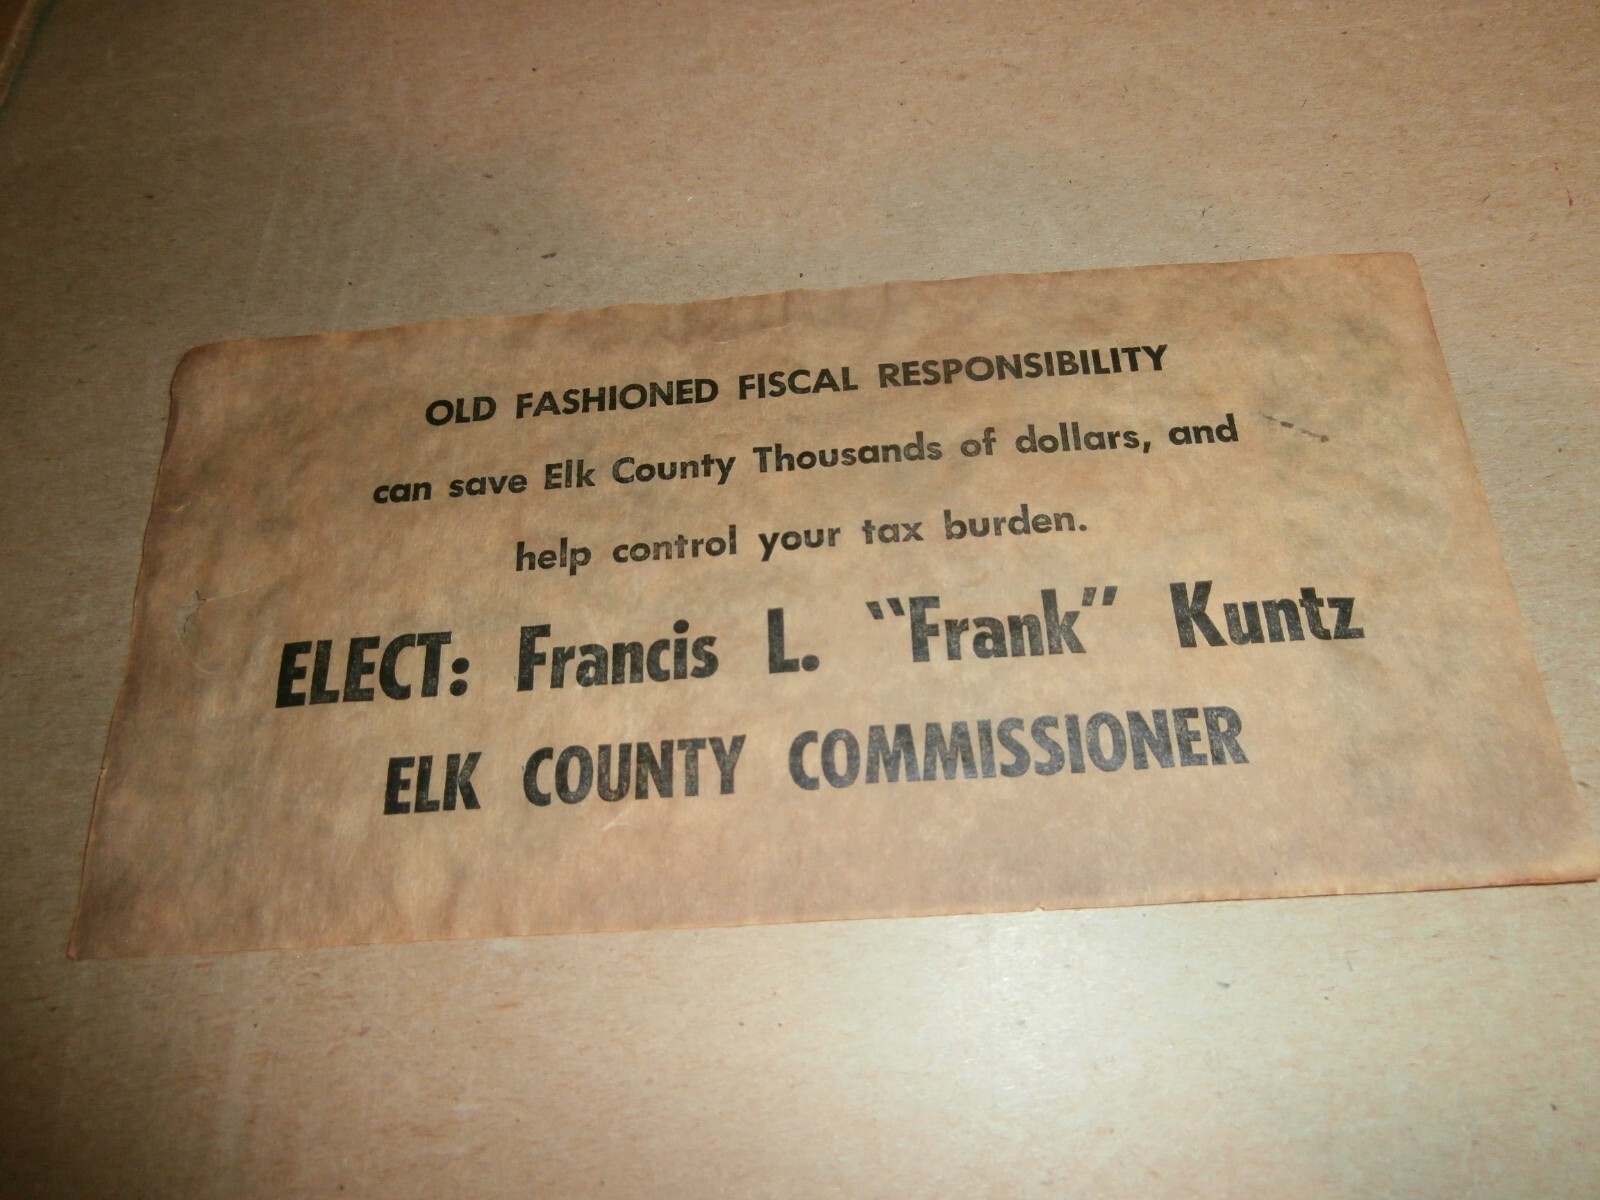 OLD FASHIONED FISCAL RESPONSIBILITY
can save Elk County Thousands of dollars, and
help control your tax burden.
ELECT: Francis L. "Frank" Kuntz
ELK COUNTY COMMISSIONER